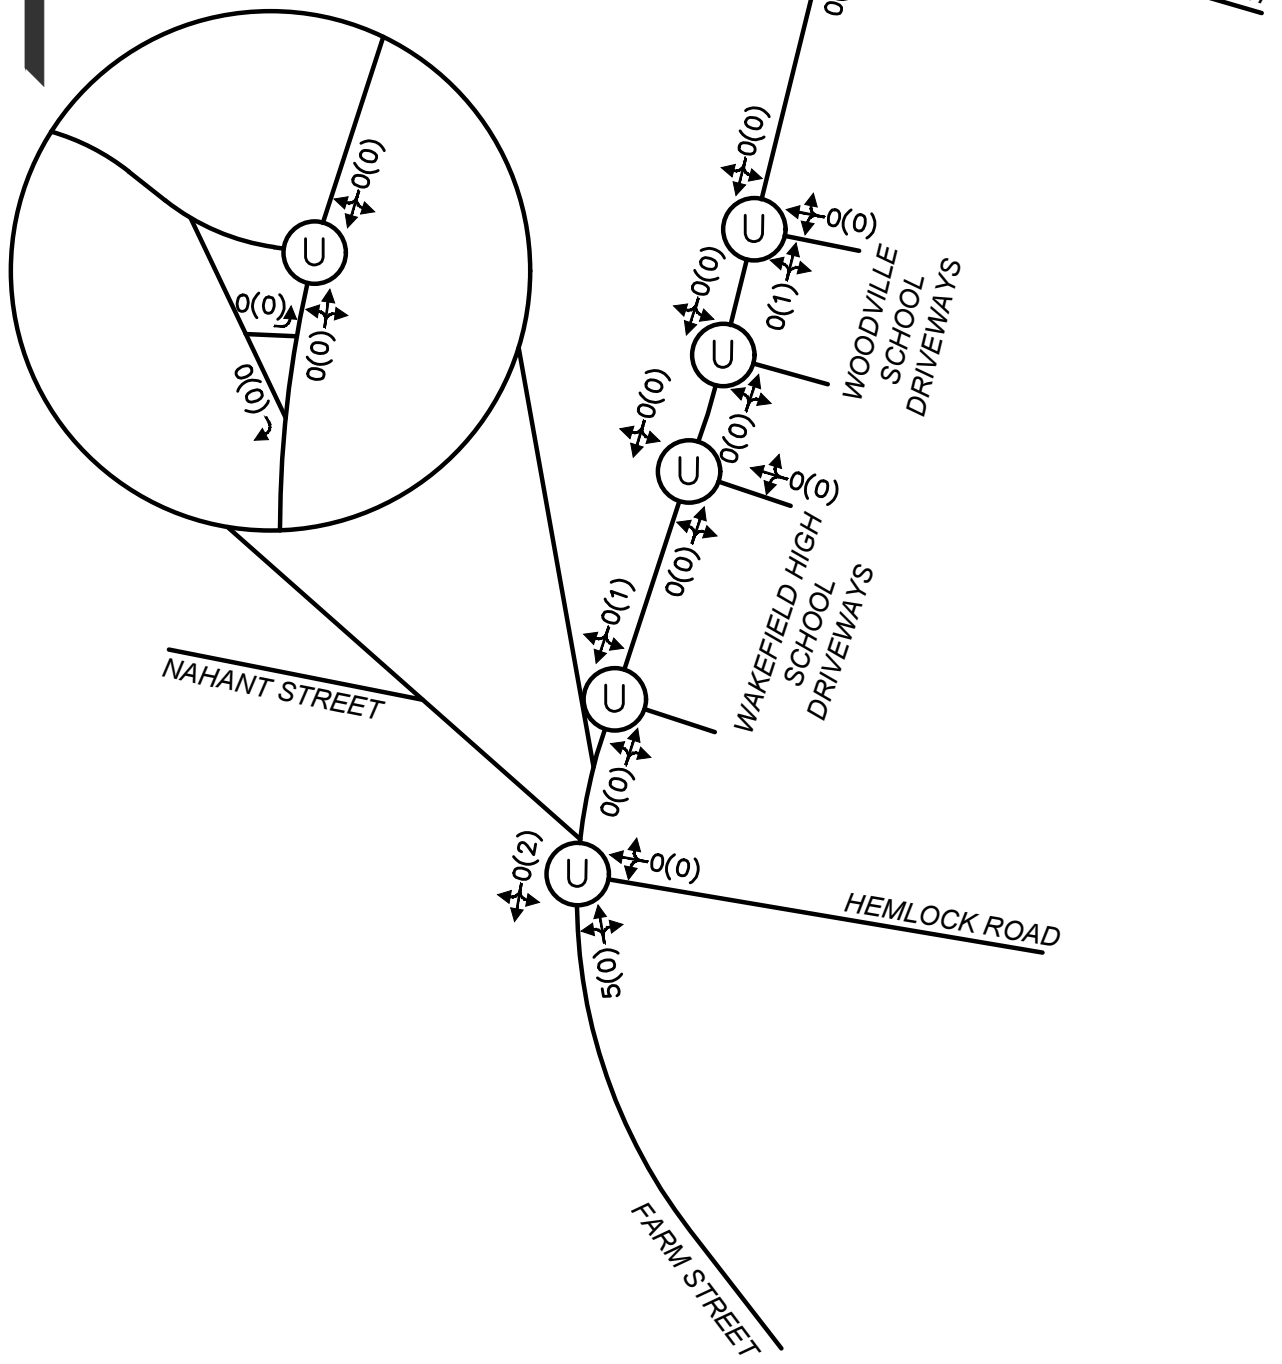 0(0)
U
0(0)
0(0)
0(0)
0(0)
U
0(0)
0(1)
WOODVILLE
SCHOOL
DRIVEWAYS
0(0)
U
0(0)
0(0)
U
0(0)
0(0)
WAKEFIELD HIGH
SCHOOL
DRIVEWAYS
0(1)
U
0(0)
NAHANT STREET
0(2)
U
0(0)
5(0)
HEMLOCK ROAD
FARM STREET